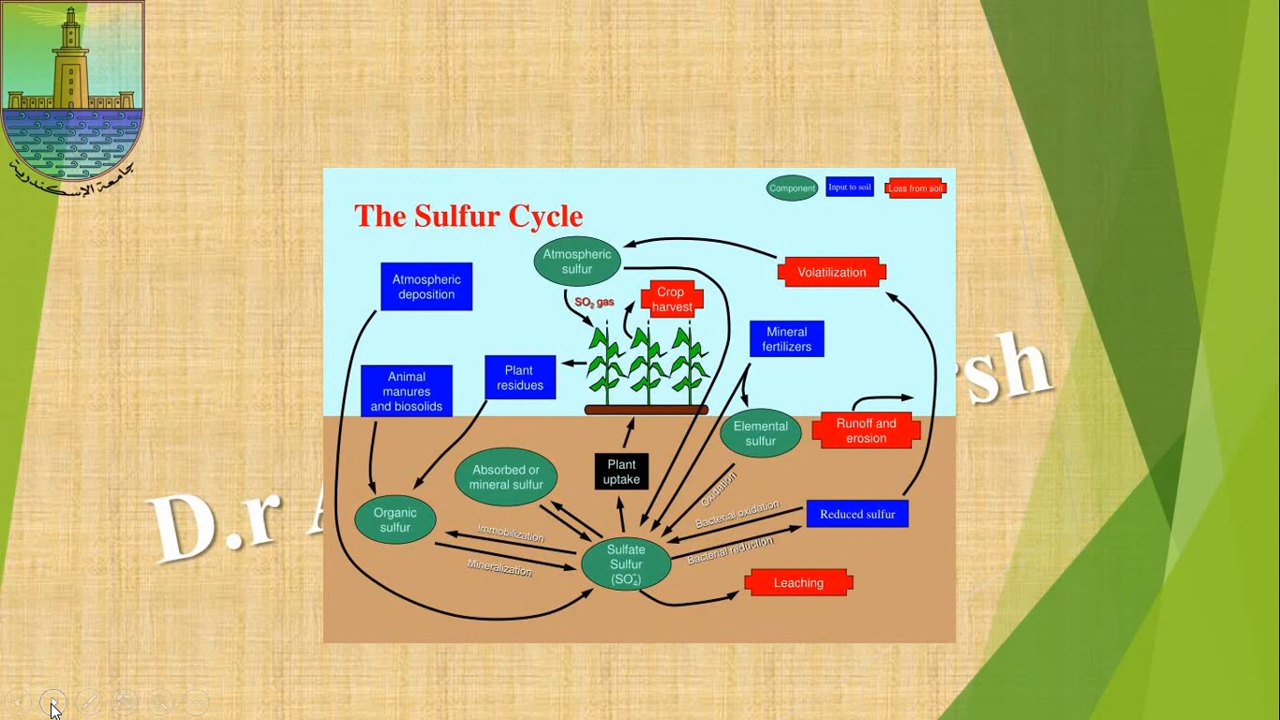 جامعة الإسكندرية
Component
Input to soil
Loss from soil
The Sulfur Cycle
Atmospheric
sulfur
Volatilization
Atmospheric
deposition
SO₂ gas
Crop
harvest
Mineral
fertilizers
Animal
manures
and biosolids
Plant
residues
Elemental
sulfur
Runoff and
erosion
Absorbed or
mineral sulfur
Plant
uptake
Oxidation
Organic
sulfur
Bacterial oxidation
Reduced sulfur
Immobilization
Mineralization
Sulfate
Sulfur
(SO₄⁻)
Bacterial reduction
Leaching
D.r